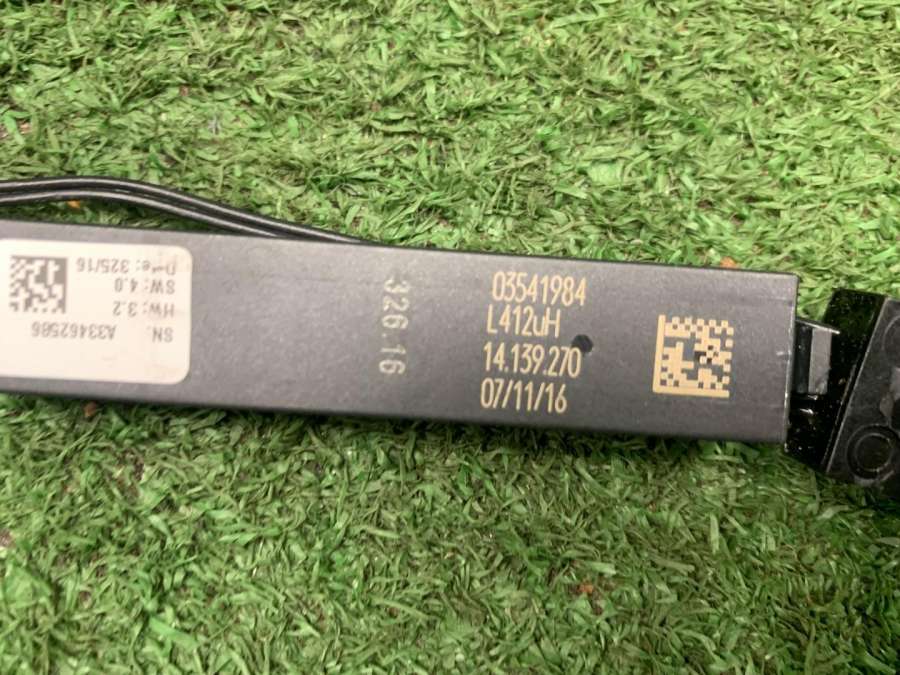 SN:
A33462586
HW: 3.2
SW: 4.0
Date: 325/16
326.16
03541984
L412uH
14.139.270
07/11/16